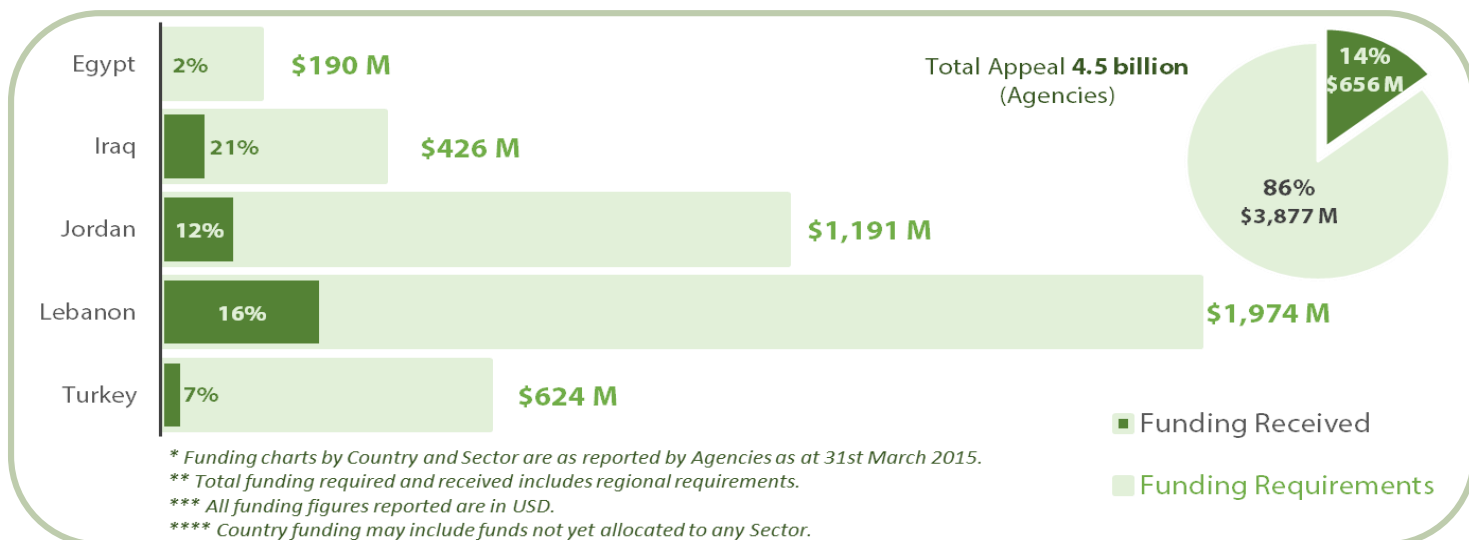 Egypt
2%
$190 M
Iraq
21%
$426 M
Jordan
12%
$1,191 M
Lebanon
16%
$1,974 M
Turkey
7%
$624 M
Total Appeal 4.5 billion
(Agencies)
14%
$656 M
86%
$3,877 M
Funding Received
Funding Requirements
* Funding charts by Country and Sector are as reported by Agencies as at 31st March 2015.
** Total funding required and received includes regional requirements.
*** All funding figures reported are in USD.
**** Country funding may include funds not yet allocated to any Sector.